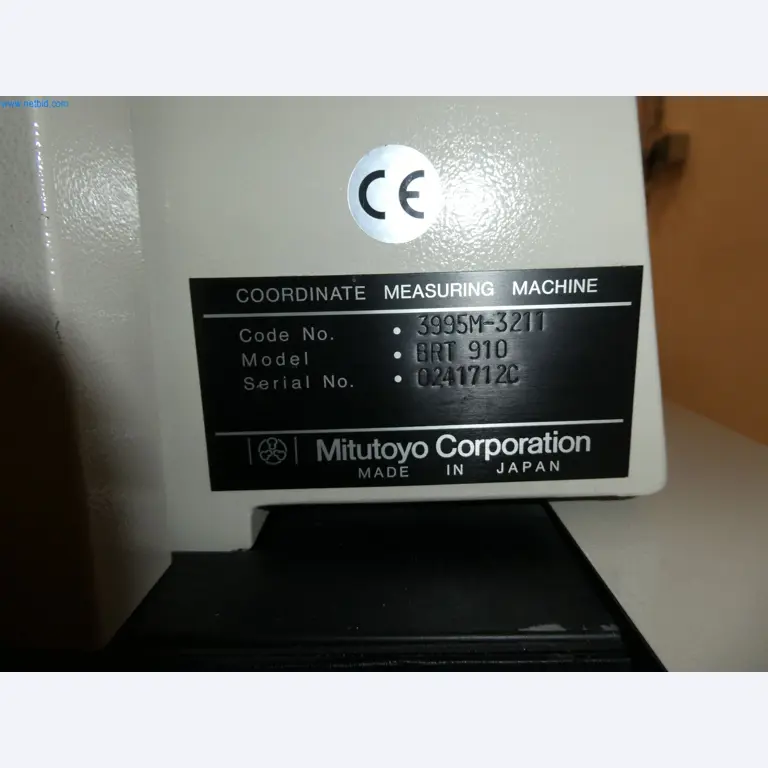 www.netbid.com
CE
COORDINATE MEASURING MACHINE
Code No. • 3995M-3211
Model • BRT 910
Serial No. • 0241712C
Mitutoyo Corporation
MADE IN JAPAN